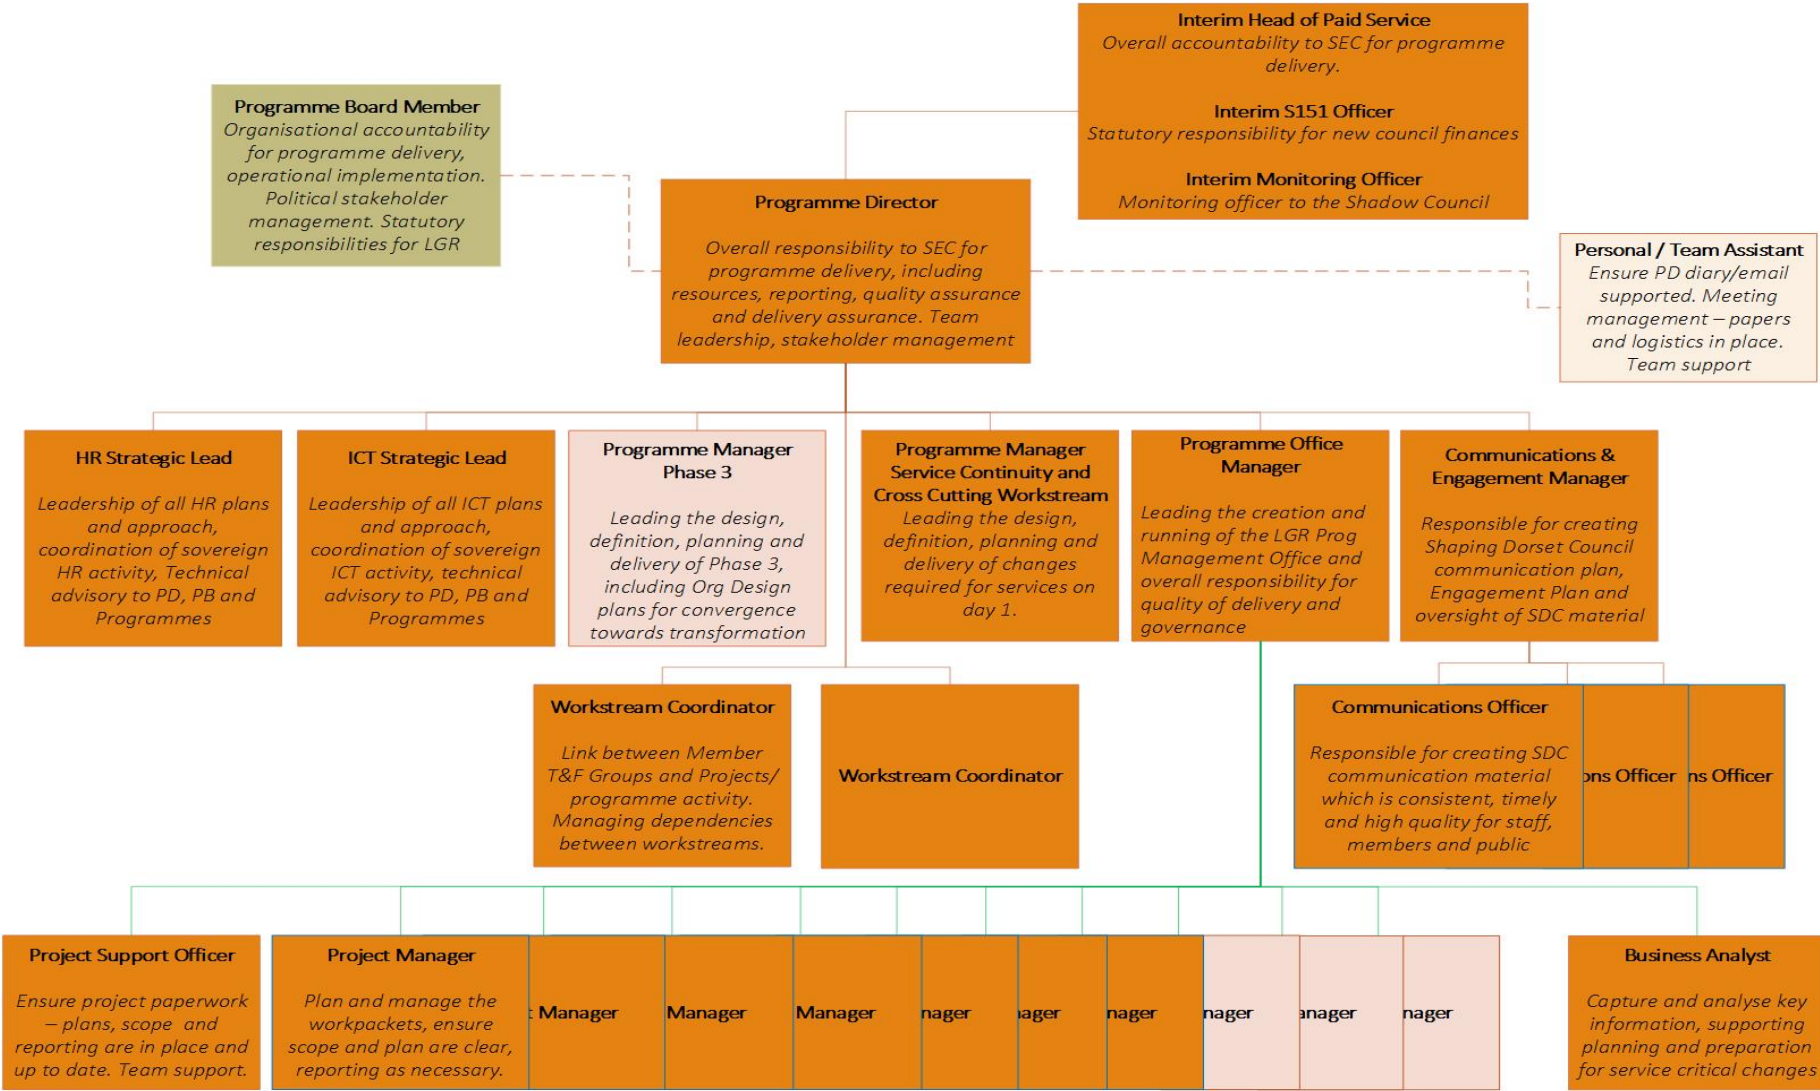 Interim Head of Paid Service
Overall accountability to SEC for programme
delivery.
Interim S151 Officer
Statutory responsibility for new council finances
Interim Monitoring Officer
Monitoring officer to the Shadow Council
Programme Board Member
Organisational accountability
for programme delivery,
operational implementation.
Political stakeholder
management. Statutory
responsibilities for LGR
Programme Director
Overall responsibility to SEC for
programme delivery, including
resources, reporting, quality assurance
and delivery assurance. Team
leadership, stakeholder management
Personal / Team Assistant
Ensure PD diary/email
supported. Meeting
management – papers
and logistics in place.
Team support
HR Strategic Lead
Leadership of all HR plans
and approach,
coordination of sovereign
HR activity, Technical
advisory to PD, PB and
Programmes
ICT Strategic Lead
Leadership of all ICT plans
and approach,
coordination of sovereign
ICT activity, technical
advisory to PD, PB and
Programmes
Programme Manager
Phase 3
Leading the design,
definition, planning and
delivery of Phase 3,
including Org Design
plans for convergence
towards transformation
Programme Manager
Service Continuity and
Cross Cutting Workstream
Leading the design,
definition, planning and
delivery of changes
required for services on
day 1.
Programme Office
Manager
Leading the creation and
running of the LGR Prog
Management Office and
overall responsibility for
quality of delivery and
governance
Communications &
Engagement Manager
Responsible for creating
Shaping Dorset Council
communication plan,
Engagement Plan and
oversight of SDC material
Workstream Coordinator
Link between Member
T&F Groups and Projects/
programme activity.
Managing dependencies
between workstreams.
Workstream Coordinator
Communications Officer
Responsible for creating SDC
communication material
which is consistent, timely
and high quality for staff,
members and public
ons Officer
ns Officer
Project Support Officer
Ensure project paperwork
– plans, scope and
reporting are in place and
up to date. Team support.
Project Manager
Plan and manage the
workpackets, ensure
scope and plan are clear,
reporting as necessary.
t Manager
Manager
Manager
nager
ager
nager
nager
anager
nager
Business Analyst
Capture and analyse key
information, supporting
planning and preparation
for service critical changes